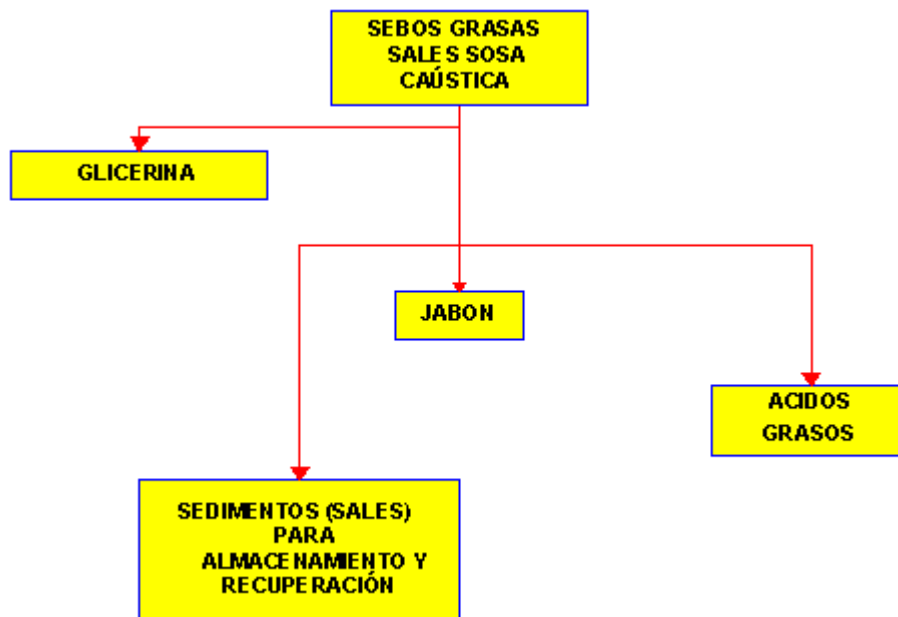 SEBOS GRASAS
SALES SOSA
CAÚSTICA
GLICERINA
JABON
ACIDOS
GRASOS
SEDIMENTOS (SALES)
PARA
ALMACENAMIENTO Y
RECUPERACIÓN